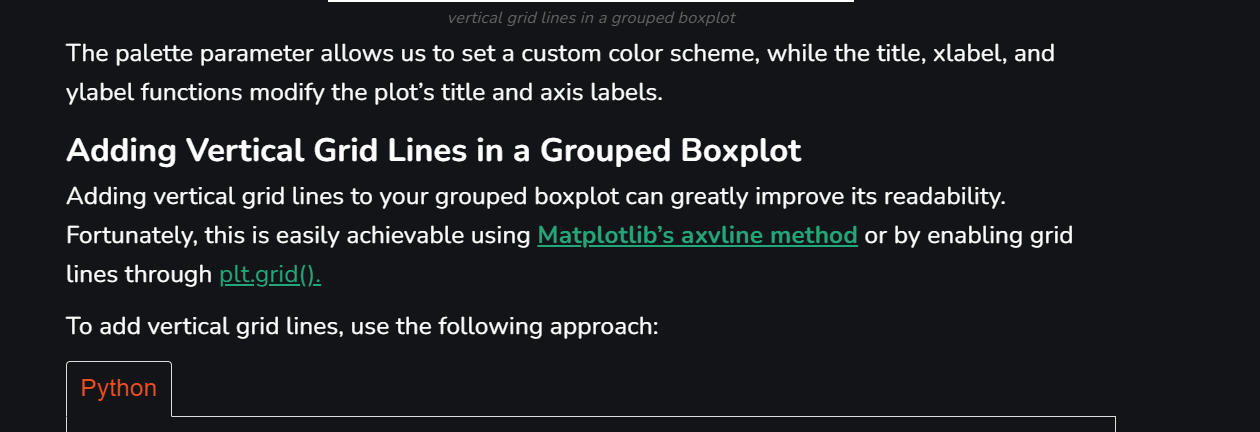 vertical grid lines in a grouped boxplot
The palette parameter allows us to set a custom color scheme, while the title, xlabel, and
ylabel functions modify the plot’s title and axis labels.
Adding Vertical Grid Lines in a Grouped Boxplot
Adding vertical grid lines to your grouped boxplot can greatly improve its readability.
Fortunately, this is easily achievable using Matplotlib’s axvline method or by enabling grid
lines through plt.grid().
To add vertical grid lines, use the following approach:
Python